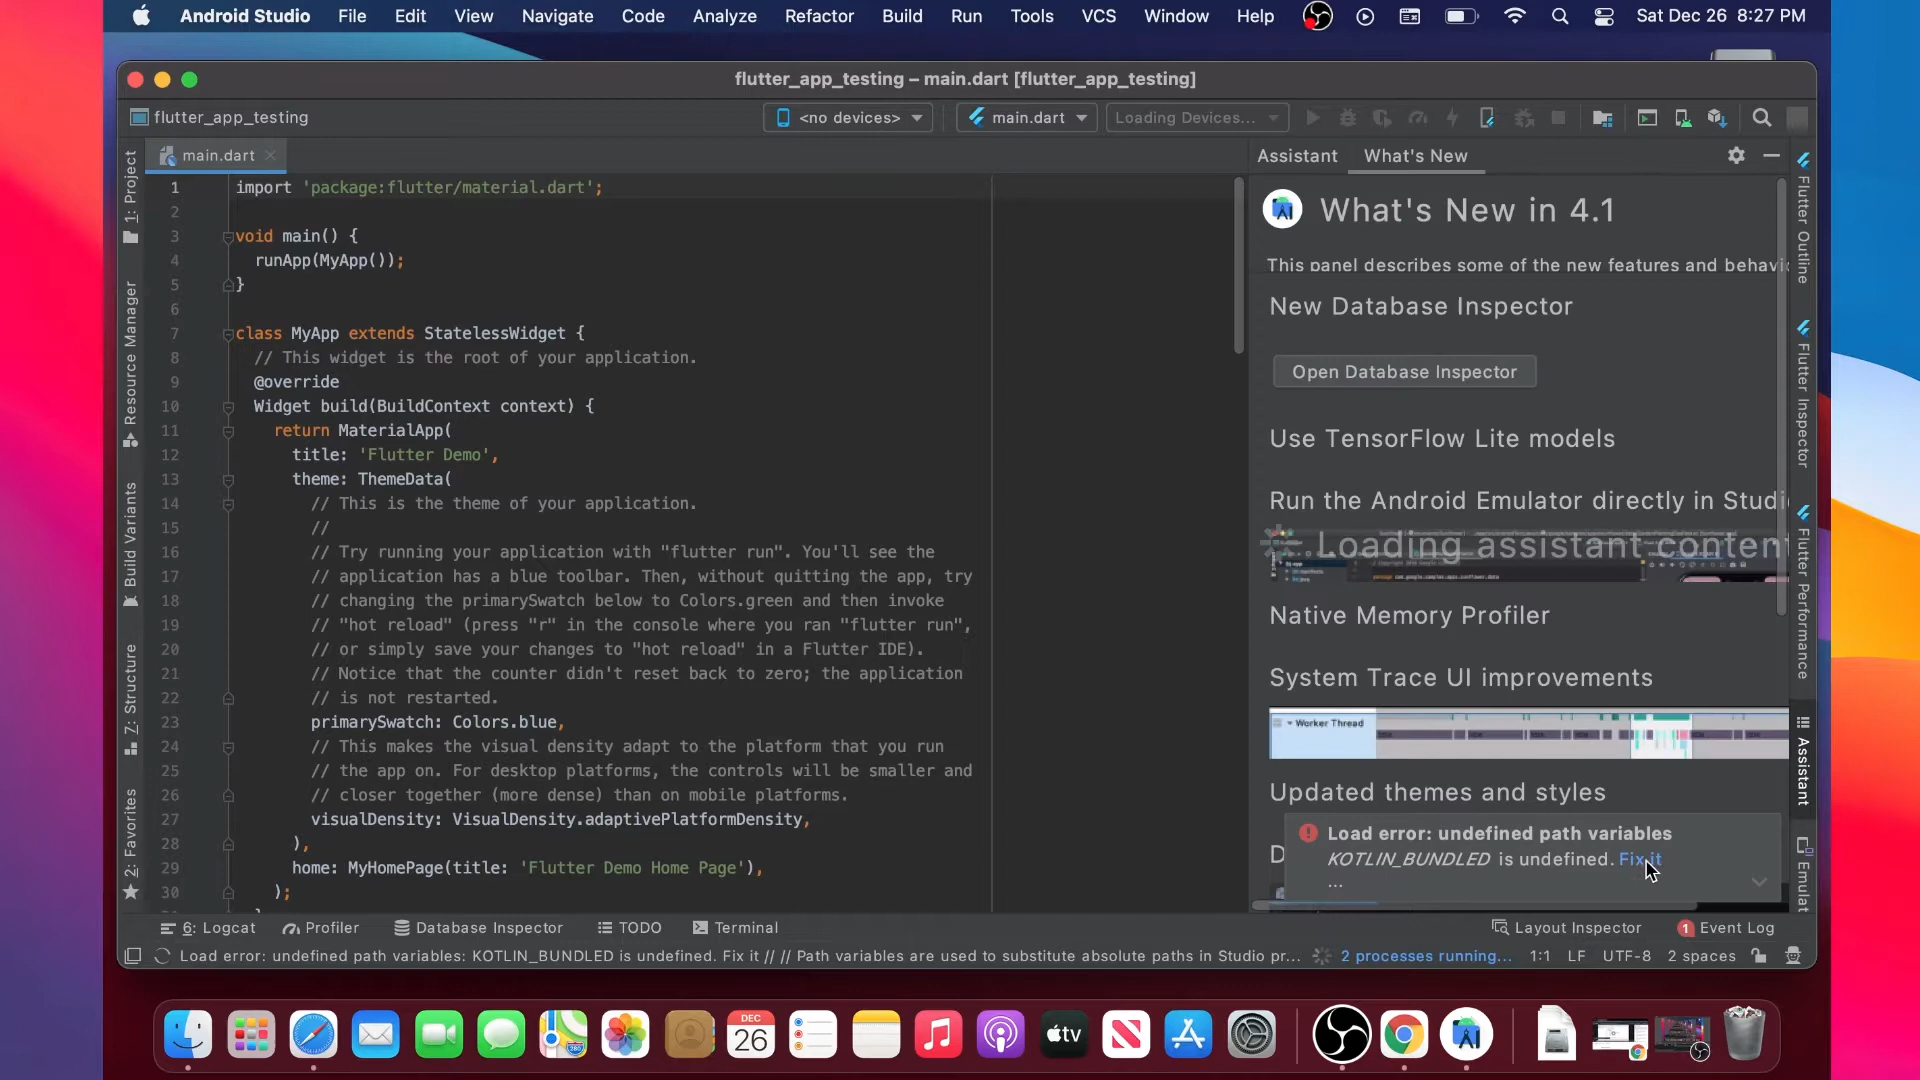 Android Studio File Edit View Navigate Code Analyze Refactor Build Run Tools VCS Window Help Sat Dec 26 8:27 PM
flutter_app_testing – main.dart [flutter_app_testing]
flutter_app_testing <no devices> main.dart Loading Devices...
main.dart
Assistant What's New
1: Project
Resource Manager
Build Variants
7: Structure
2: Favorites
1 import 'package:flutter/material.dart';
2
3 void main() {
4 runApp(MyApp());
5 }
6
7 class MyApp extends StatelessWidget {
8 // This widget is the root of your application.
9 @override
10 Widget build(BuildContext context) {
11 return MaterialApp(
12 title: 'Flutter Demo',
13 theme: ThemeData(
14 // This is the theme of your application.
15 //
16 // Try running your application with "flutter run". You'll see the
17 // application has a blue toolbar. Then, without quitting the app, try
18 // changing the primarySwatch below to Colors.green and then invoke
19 // "hot reload" (press "r" in the console where you ran "flutter run",
20 // or simply save your changes to "hot reload" in a Flutter IDE).
21 // Notice that the counter didn't reset back to zero; the application
22 // is not restarted.
23 primarySwatch: Colors.blue,
24 // This makes the visual density adapt to the platform that you run
25 // the app on. For desktop platforms, the controls will be smaller and
26 // closer together (more dense) than on mobile platforms.
27 visualDensity: VisualDensity.adaptivePlatformDensity,
28 ),
29 home: MyHomePage(title: 'Flutter Demo Home Page'),
30 );
What's New in 4.1
This panel describes some of the new features and behavi
New Database Inspector
Open Database Inspector
Use TensorFlow Lite models
Run the Android Emulator directly in Studi
Loading assistant content
Native Memory Profiler
System Trace UI improvements
Worker Thread
Updated themes and styles
D
Load error: undefined path variables
KOTLIN_BUNDLED is undefined. Fix it
...
Flutter Outline
Flutter Inspector
Flutter Performance
Assistant
Emulat
6: Logcat Profiler Database Inspector TODO Terminal Layout Inspector 1 Event Log
Load error: undefined path variables: KOTLIN_BUNDLED is undefined. Fix it // // Path variables are used to substitute absolute paths in Studio pr... 2 processes running... 1:1 LF UTF-8 2 spaces
DEC
26
tv